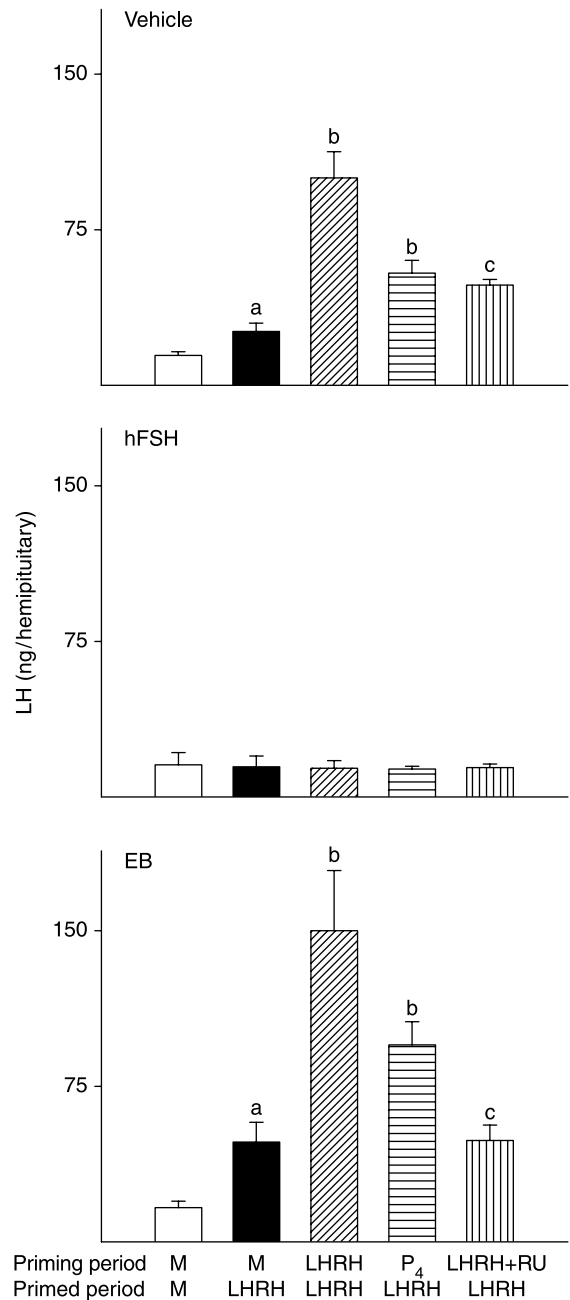 Vehicle
150
75
a
b
b
c
hFSH
150
75
LH (ng/hemipituitary)
EB
150
75
a
b
b
c
Priming period M M LHRH P4 LHRH+RU
Primed period M LHRH LHRH LHRH LHRH